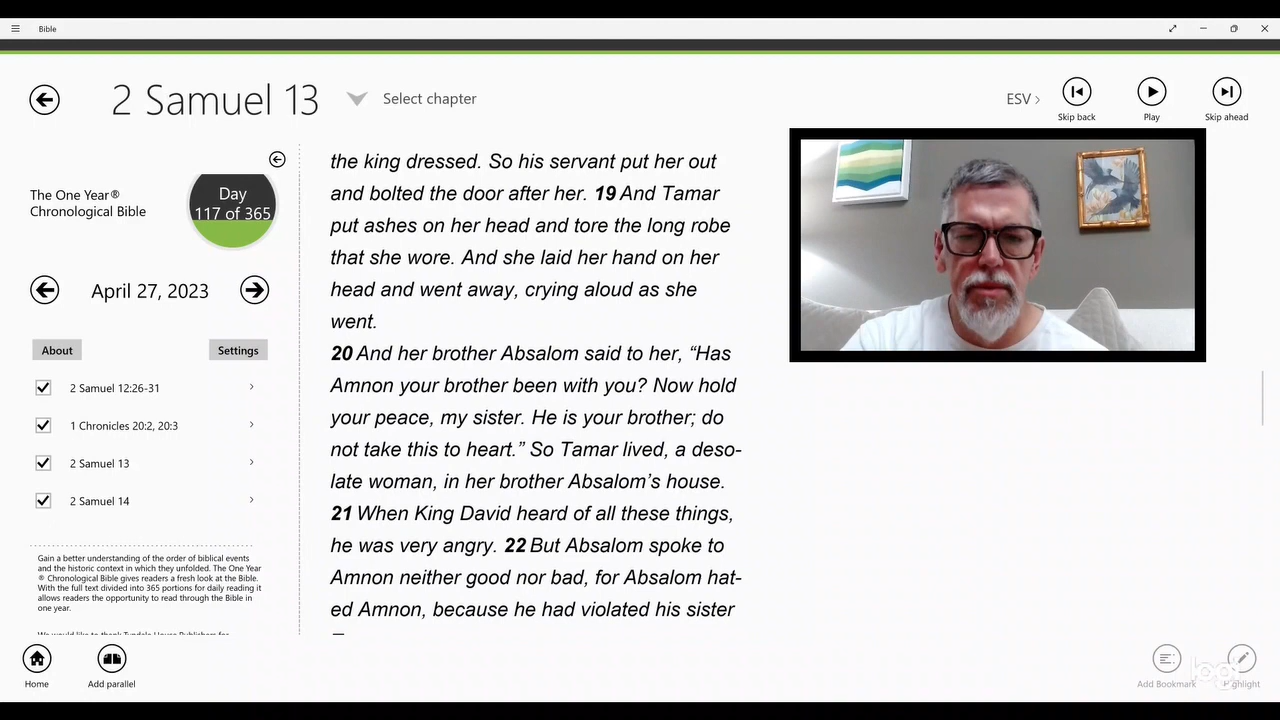 Bible
2 Samuel 13
Select chapter
ESV
Skip back
Play
Skip ahead
The One Year®
Chronological Bible
Day
117 of 365
April 27, 2023
About
Settings
2 Samuel 12:26-31
1 Chronicles 20:2, 20:3
2 Samuel 13
2 Samuel 14
Gain a better understanding of the order of biblical events
and the historic context in which they unfolded. The One Year
® Chronological Bible gives readers a fresh look at the Bible.
With the full text divided into 365 portions for daily reading it
allows readers the opportunity to read through the Bible in
one year.
We would like to thank Tyndale House Publishers for
the king dressed. So his servant put her out
and bolted the door after her. 19 And Tamar
put ashes on her head and tore the long robe
that she wore. And she laid her hand on her
head and went away, crying aloud as she
went.
20 And her brother Absalom said to her, “Has
Amnon your brother been with you? Now hold
your peace, my sister. He is your brother; do
not take this to heart.” So Tamar lived, a deso-
late woman, in her brother Absalom’s house.
21 When King David heard of all these things,
he was very angry. 22 But Absalom spoke to
Amnon neither good nor bad, for Absalom hat-
ed Amnon, because he had violated his sister
Home
Add parallel
Add Bookmark
Highlight
logi